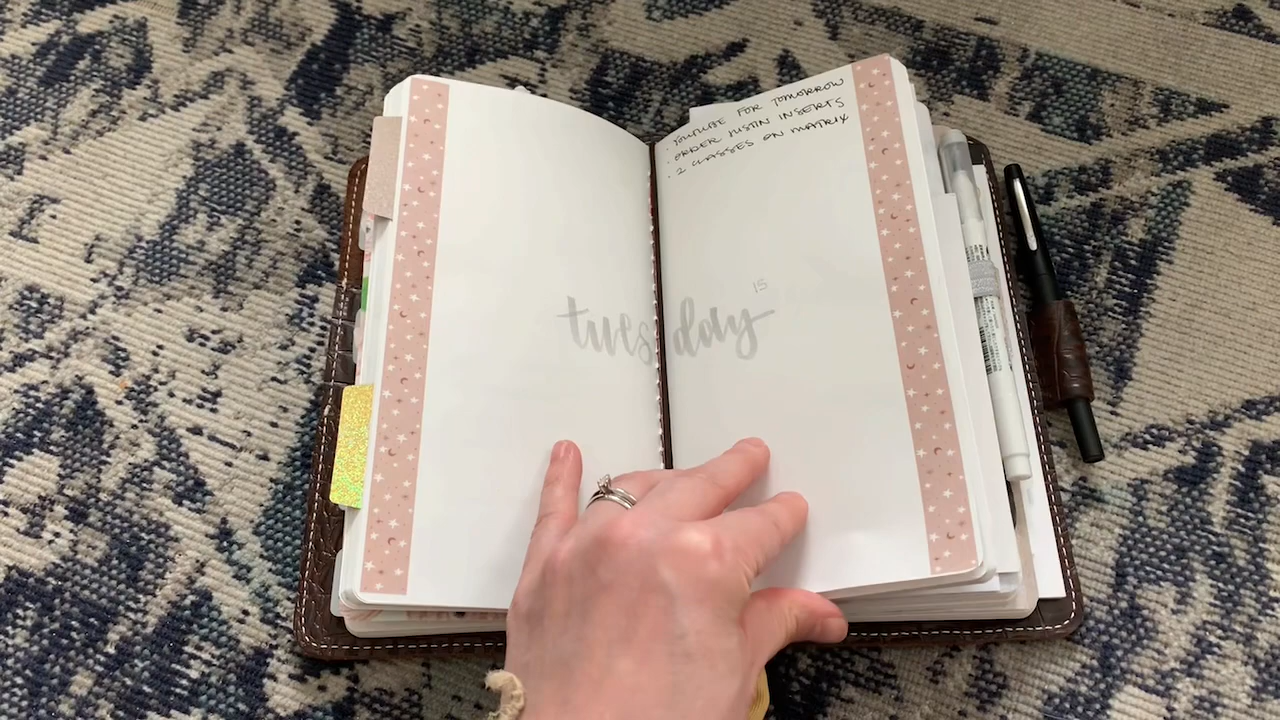 · YOUTUBE FOR TOMORROW
· ORDER JUSTIN INSERTS
· 2 CLASSES ON MATRIX
15
tuesday